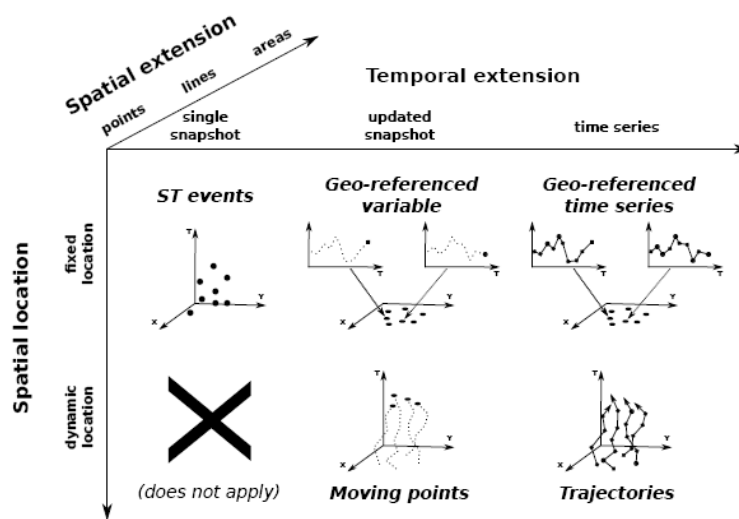 Spatial extension
points
lines
areas
Temporal extension
single
snapshot
updated
snapshot
time series
Spatial location
fixed
location
ST events
T
Y
X
Geo-referenced
variable
T
T
Y
X
Geo-referenced
time series
T
T
Y
X
dynamic
location
(does not apply)
T
Y
X
Moving points
T
Y
X
Trajectories